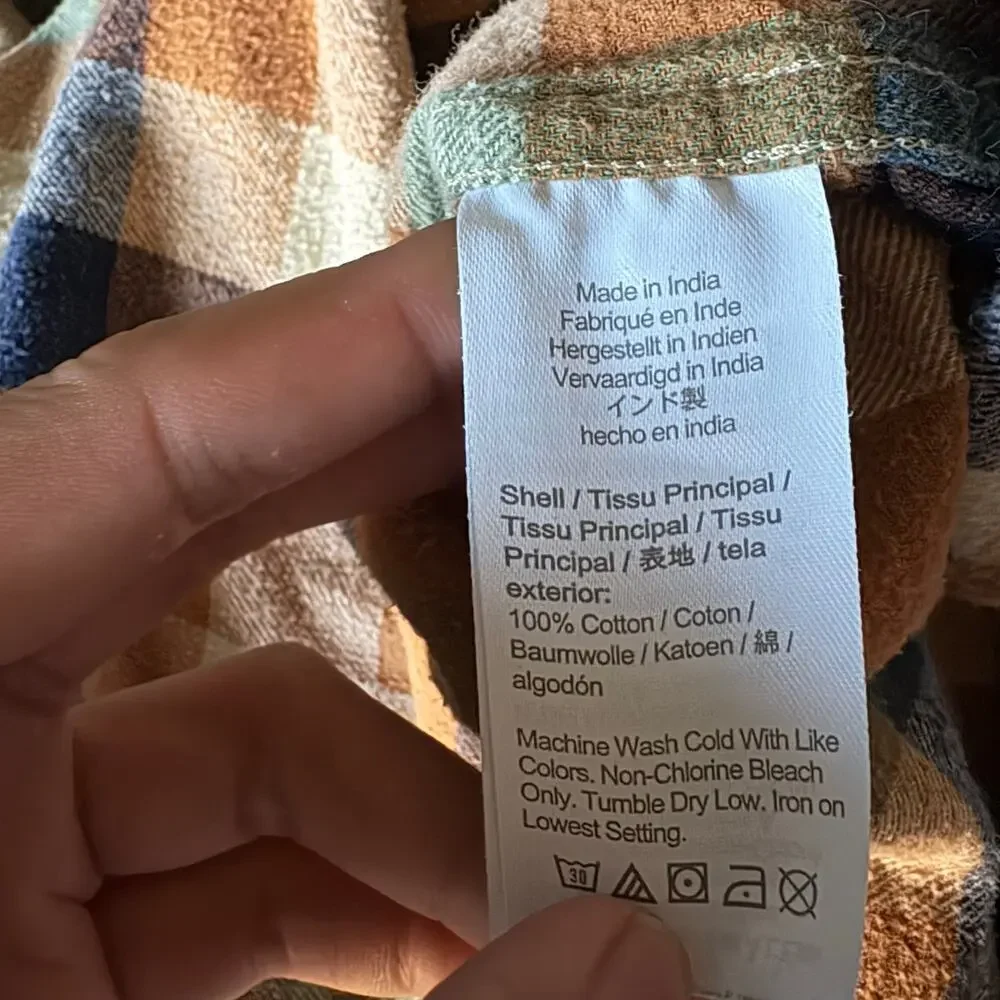 Made in India
Fabriqué en Inde
Hergestellt in Indien
Vervaardigd in India
インド製
hecho en india
Shell / Tissu Principal /
Tissu Principal / Tissu
Principal / 表地 / tela
exterior:
100% Cotton / Coton /
Baumwolle / Katoen / 綿 /
algodón
Machine Wash Cold With Like
Colors. Non-Chlorine Bleach
Only. Tumble Dry Low. Iron on
Lowest Setting.
30